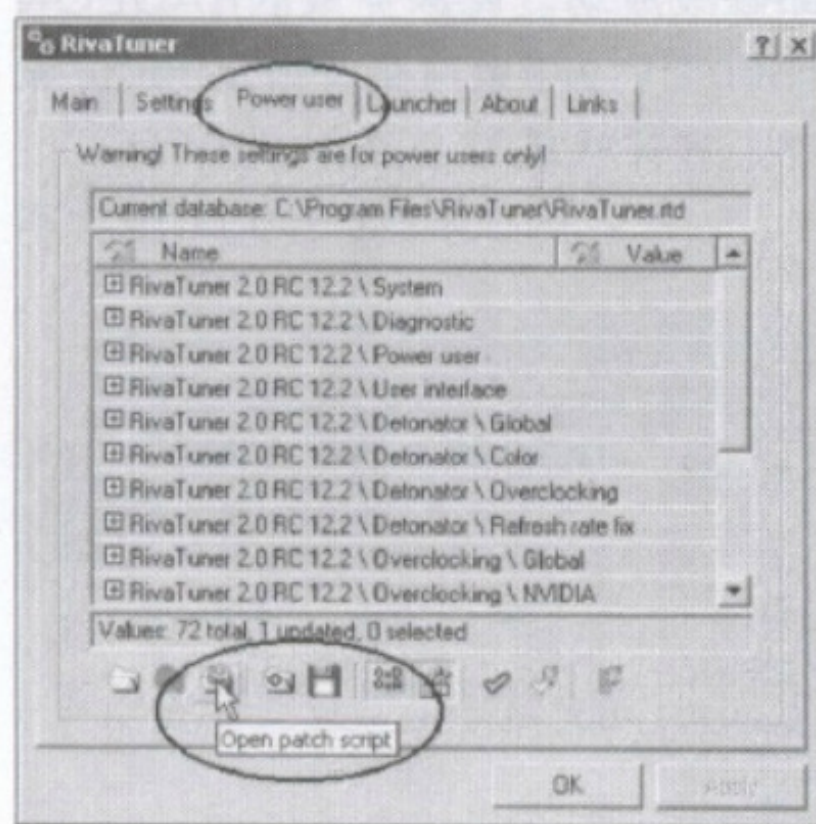 RivaTuner
Main Settings Power user Launcher About Links
Warning! These settings are for power users only!
Current database: C:\Program Files\RivaTuner\RivaTuner.rtd
Name Value
RivaTuner 2.0 RC 12.2 \ System
RivaTuner 2.0 RC 12.2 \ Diagnostic
RivaTuner 2.0 RC 12.2 \ Power user
RivaTuner 2.0 RC 12.2 \ User interface
RivaTuner 2.0 RC 12.2 \ Detonator \ Global
RivaTuner 2.0 RC 12.2 \ Detonator \ Color
RivaTuner 2.0 RC 12.2 \ Detonator \ Overclocking
RivaTuner 2.0 RC 12.2 \ Detonator \ Refresh rate fix
RivaTuner 2.0 RC 12.2 \ Overclocking \ Global
RivaTuner 2.0 RC 12.2 \ Overclocking \ NVIDIA
Values: 72 total, 1 updated, 0 selected
Open patch script
OK Apply